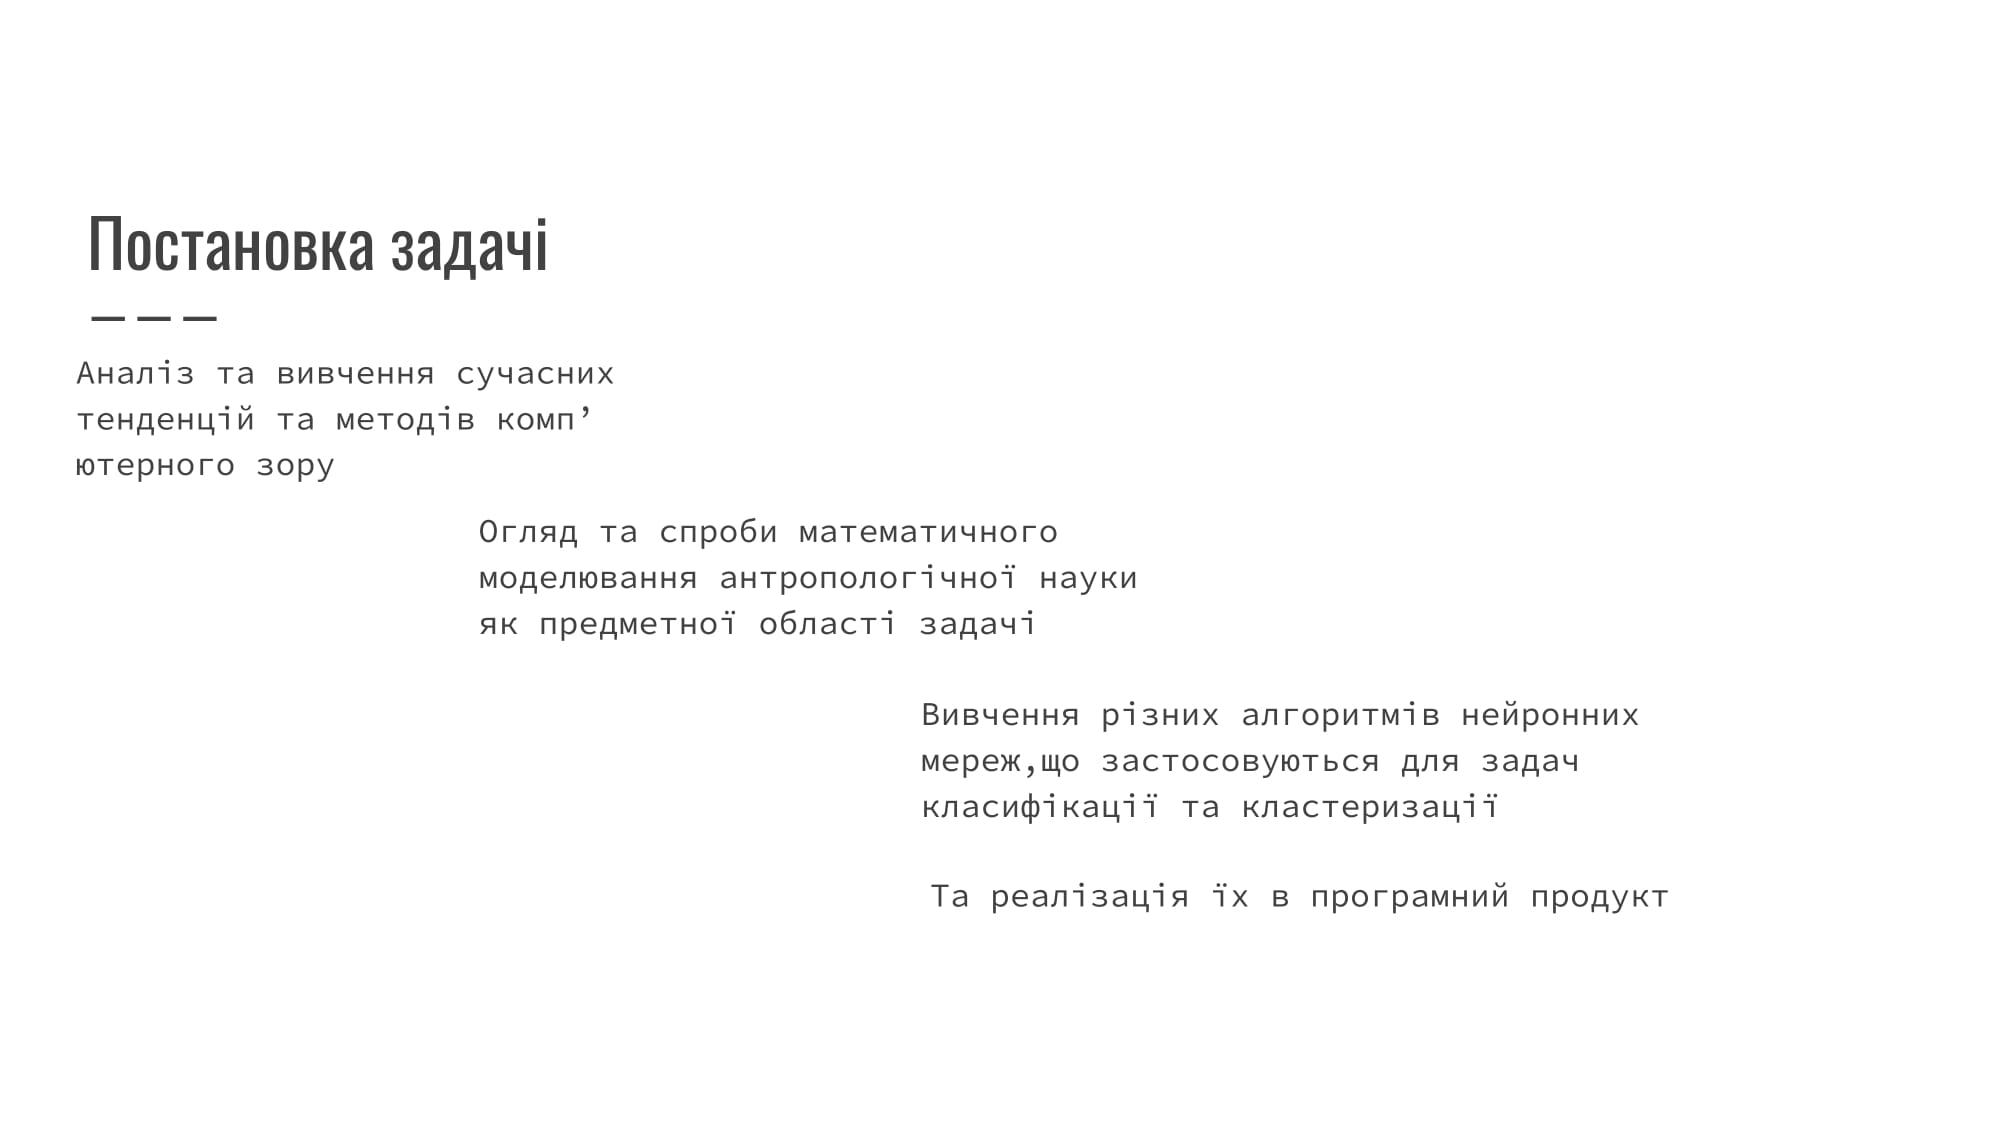 Постановка задачі
Аналіз та вивчення сучасних
тенденцій та методів комп’
ютерного зору
Огляд та спроби математичного
моделювання антропологічної науки
як предметної області задачі
Вивчення різних алгоритмів нейронних
мереж,що застосовуються для задач
класифікації та кластеризації
Та реалізація їх в програмний продукт